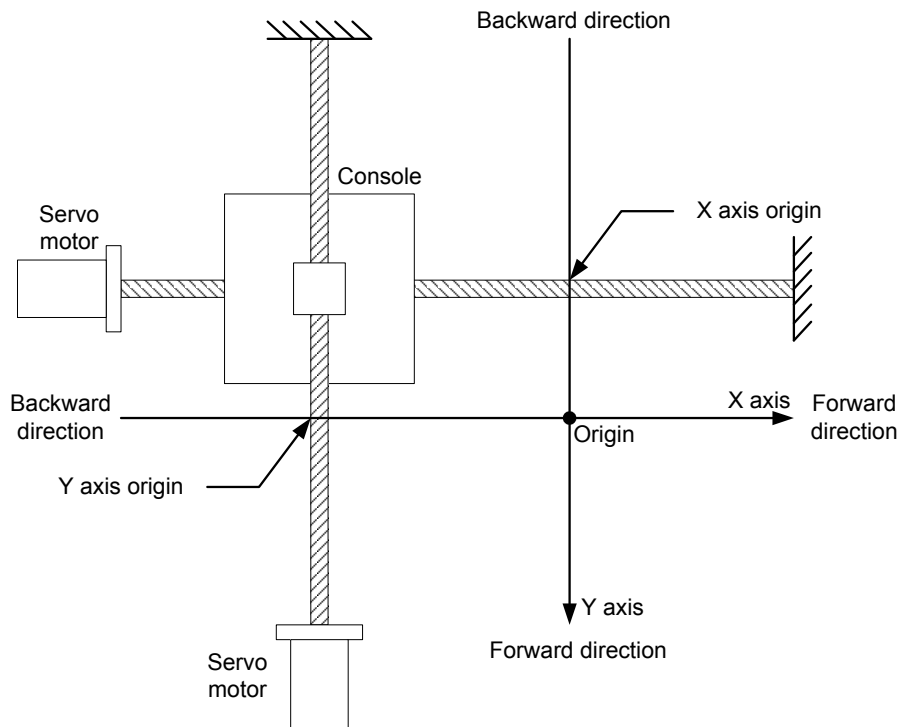 Backward direction
Console
Servo
motor
X axis origin
Backward
direction
X axis
Forward
direction
Origin
Y axis origin
Y axis
Forward direction
Servo
motor